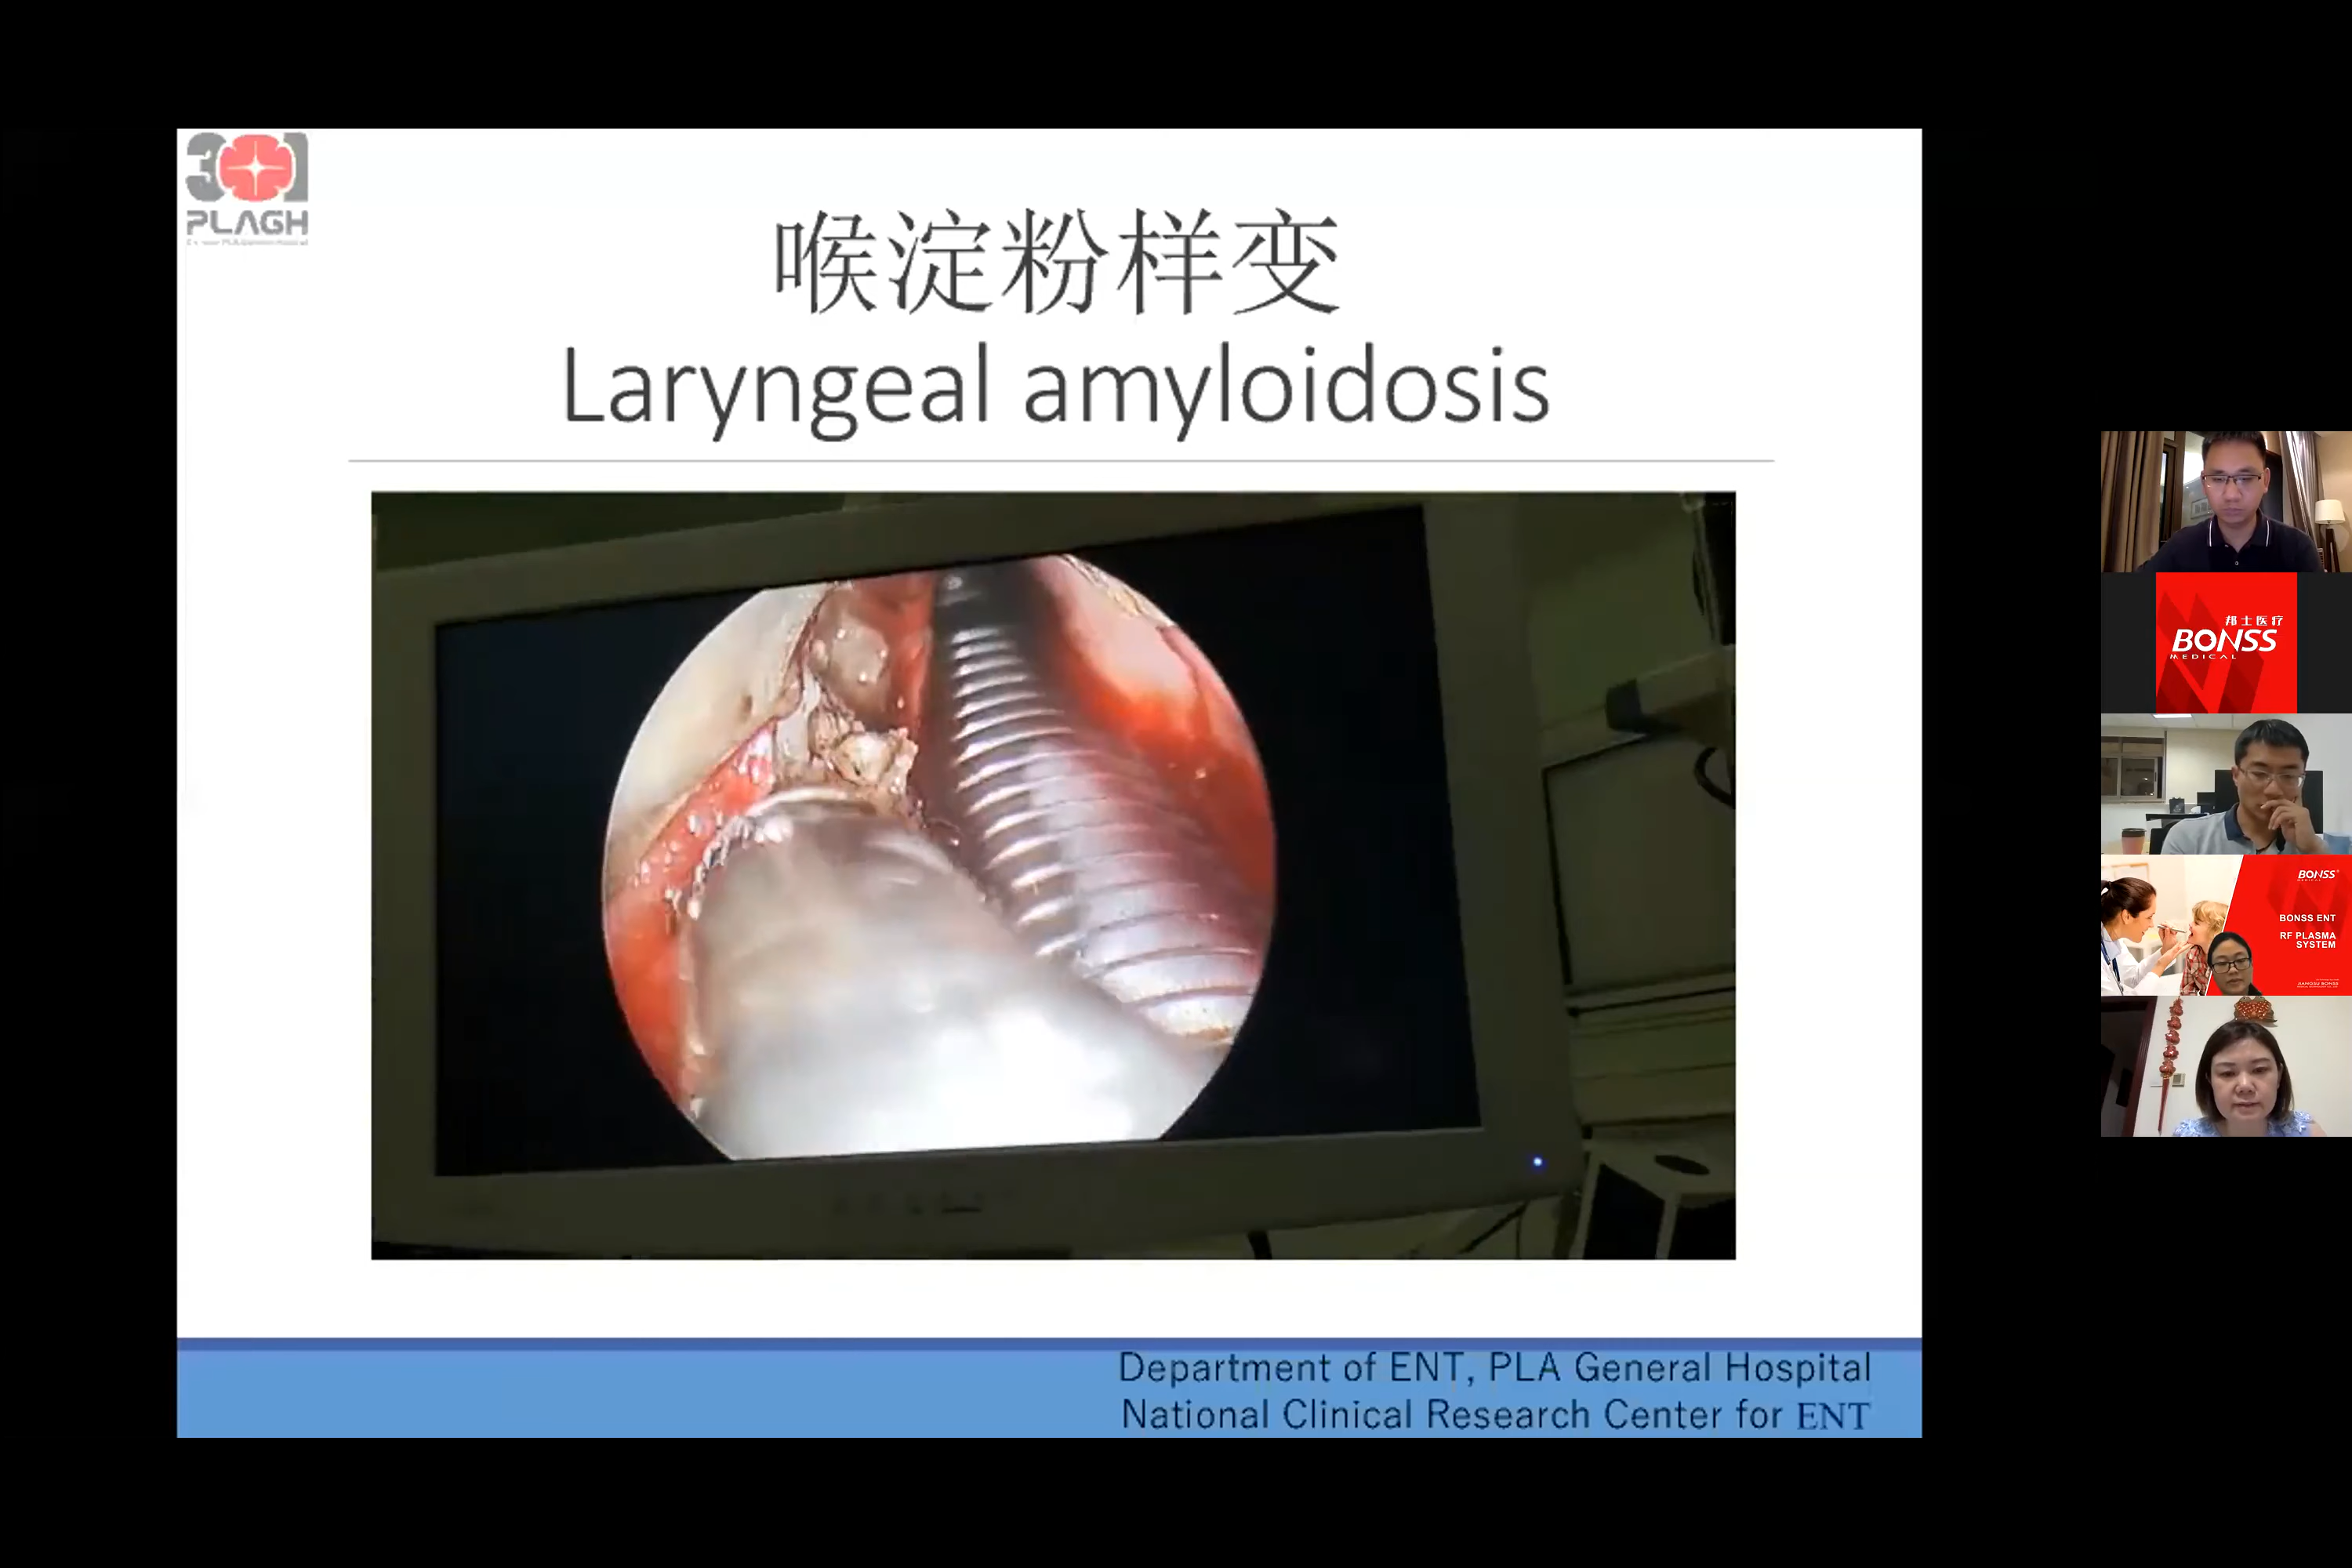 301
PLAGH
喉淀粉样变
Laryngeal amyloidosis
Department of ENT, PLA General Hospital
National Clinical Research Center for ENT
邦士医疗
BONSS
MEDICAL
BONSS
BONSS ENT
RF PLASMA
SYSTEM